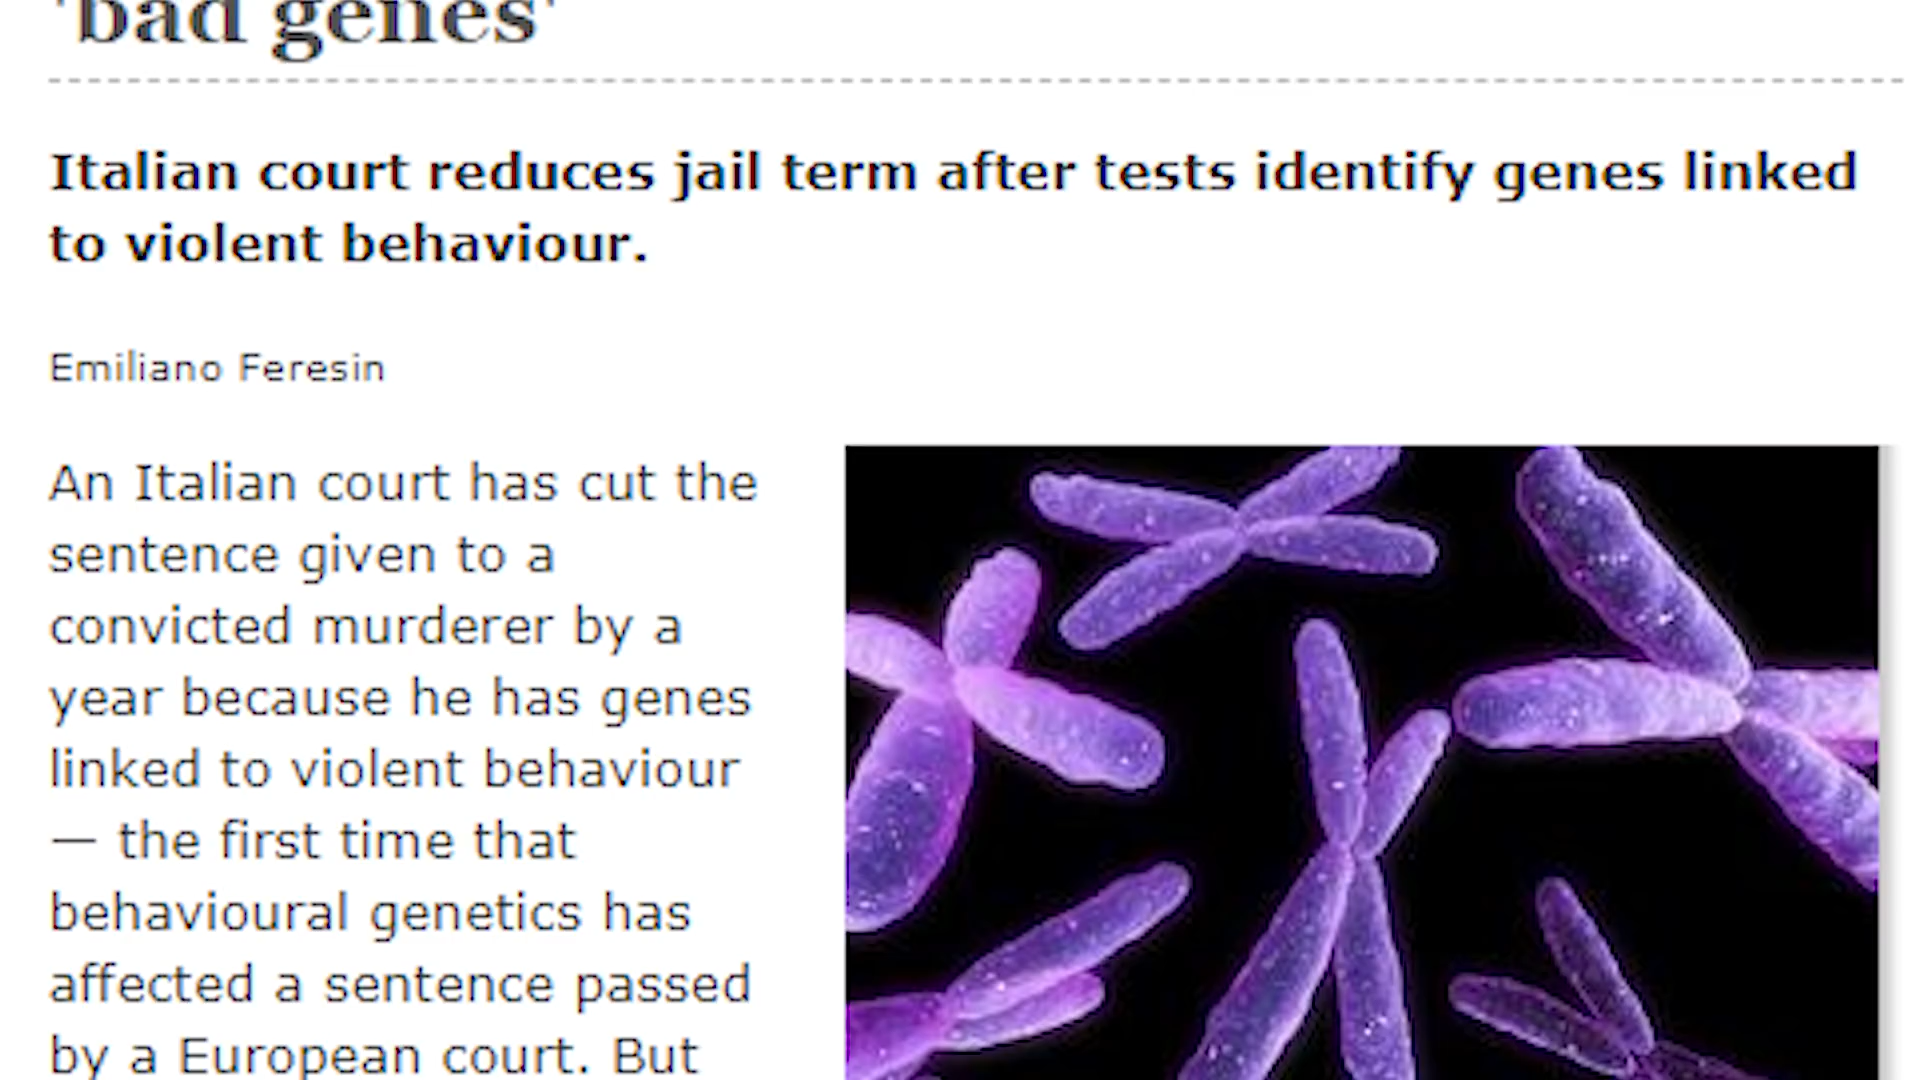 'bad genes'
Italian court reduces jail term after tests identify genes linked
to violent behaviour.
Emiliano Feresin
An Italian court has cut the
sentence given to a
convicted murderer by a
year because he has genes
linked to violent behaviour
— the first time that
behavioural genetics has
affected a sentence passed
by a European court. But